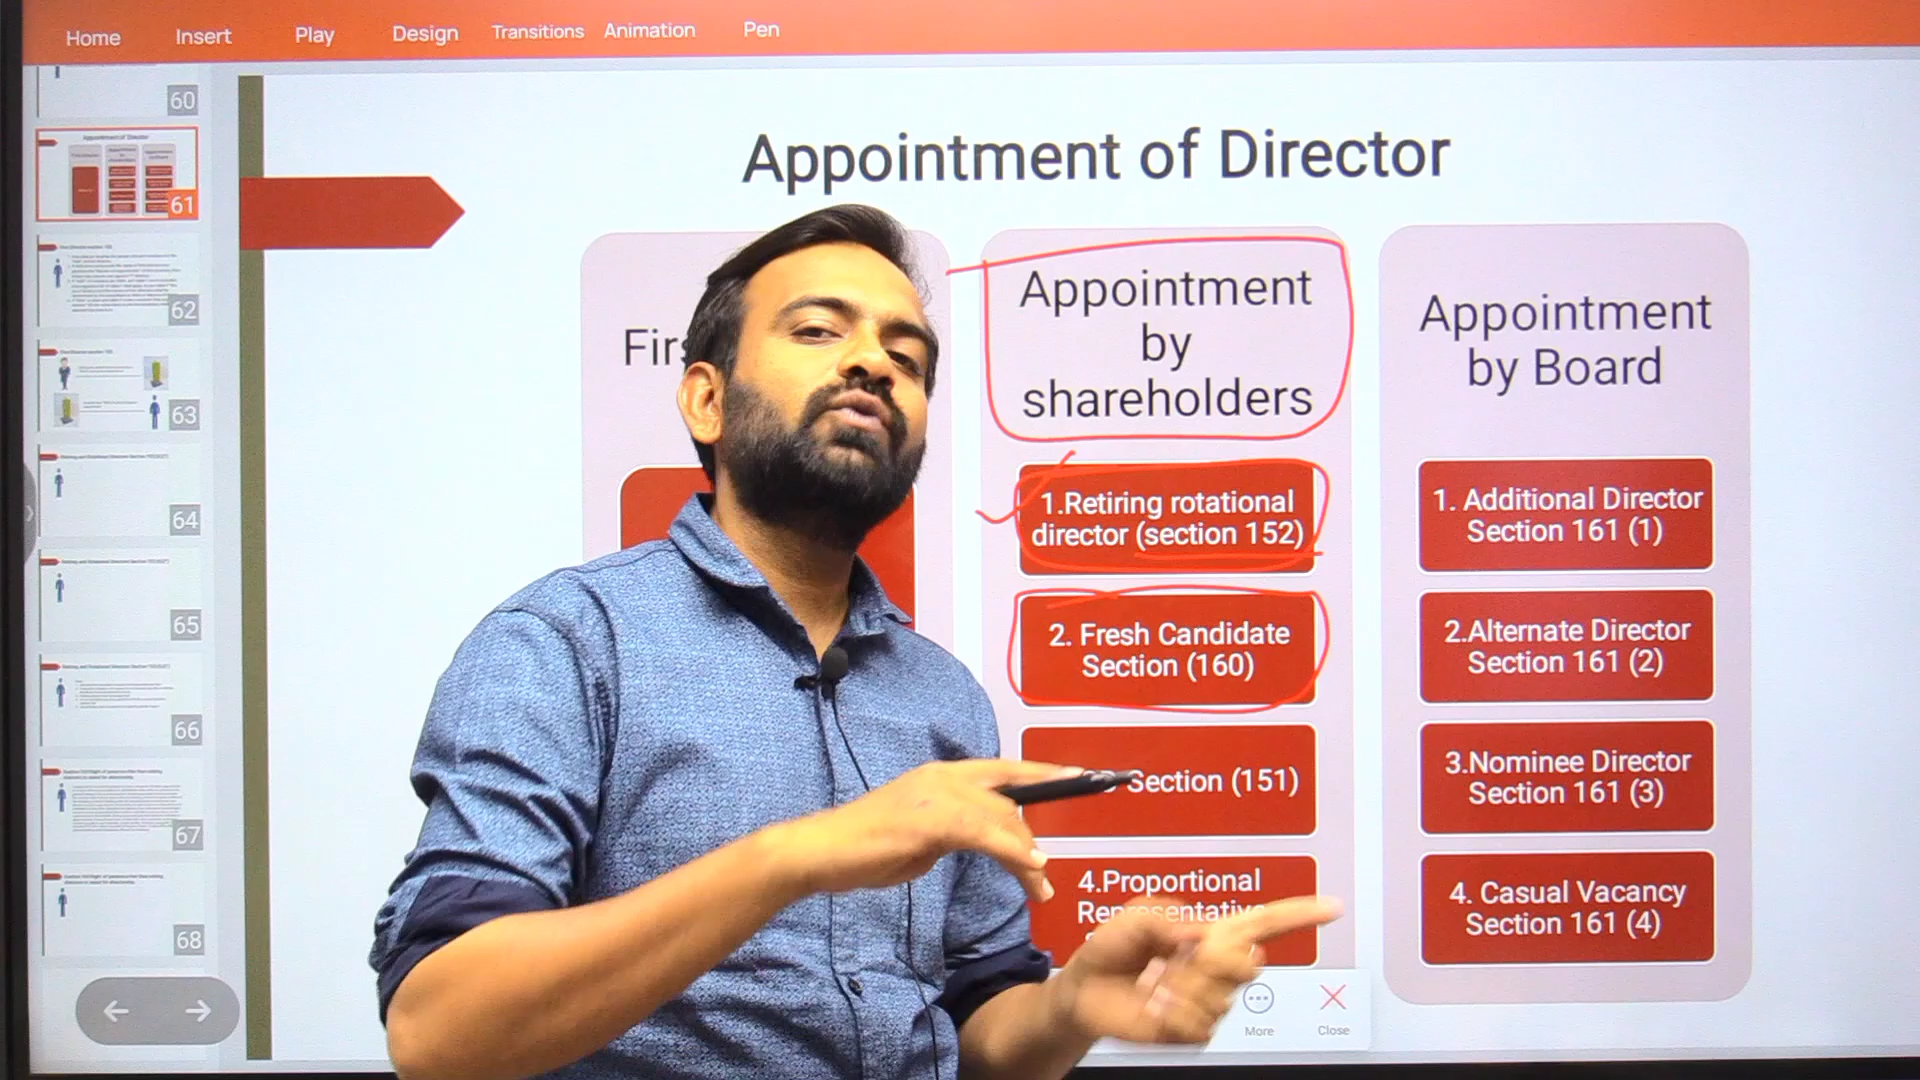 Home Insert Play Design Transitions Animation Pen
60
61
62
63
64
65
66
67
68
Appointment of Director
Appointment
by
shareholders
1.Retiring rotational
director (section 152)
2. Fresh Candidate
Section (160)
Section (151)
4.Proportional
Representative
Appointment
by Board
1. Additional Director
Section 161 (1)
2.Alternate Director
Section 161 (2)
3.Nominee Director
Section 161 (3)
4. Casual Vacancy
Section 161 (4)
More Close